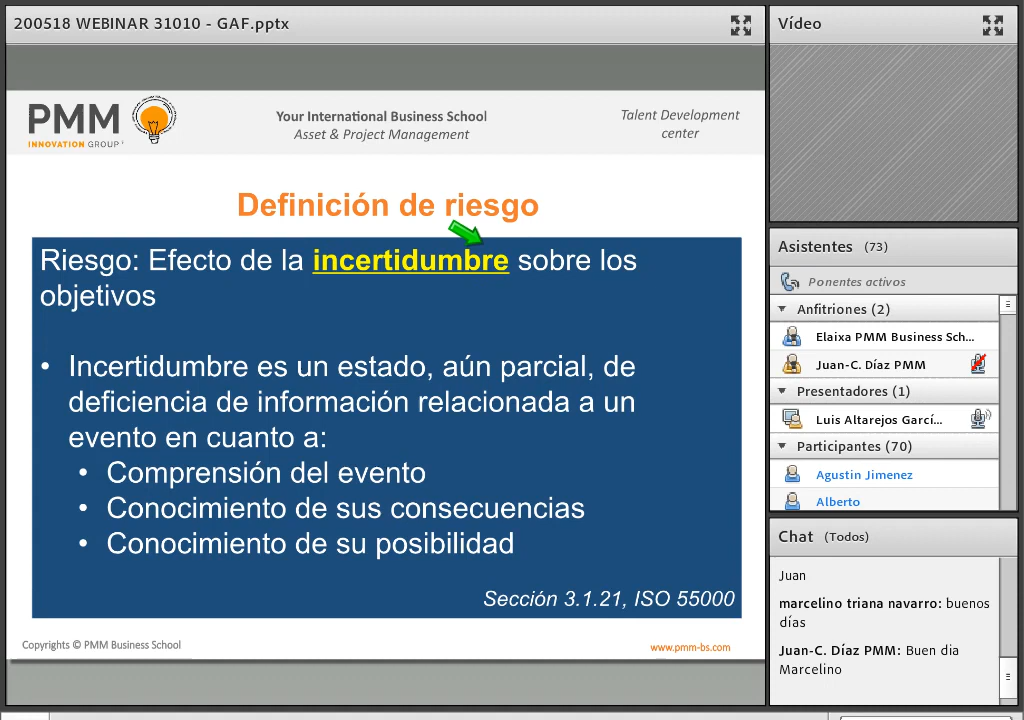 200518 WEBINAR 31010 - GAF.pptx
PMM
INNOVATION GROUP
Your International Business School
Asset & Project Management
Talent Development
center
Definición de riesgo
Riesgo: Efecto de la incertidumbre sobre los
objetivos
• Incertidumbre es un estado, aún parcial, de
deficiencia de información relacionada a un
evento en cuanto a:
• Comprensión del evento
• Conocimiento de sus consecuencias
• Conocimiento de su posibilidad
Sección 3.1.21, ISO 55000
Copyrights © PMM Business School
www.pmm-bs.com
Vídeo
Asistentes (73)
Ponentes activos
Anfitriones (2)
Elaixa PMM Business Sch...
Juan-C. Díaz PMM
Presentadores (1)
Luis Altarejos Garcí...
Participantes (70)
Agustin Jimenez
Alberto
Chat (Todos)
Juan
marcelino triana navarro: buenos
días
Juan-C. Díaz PMM: Buen dia
Marcelino